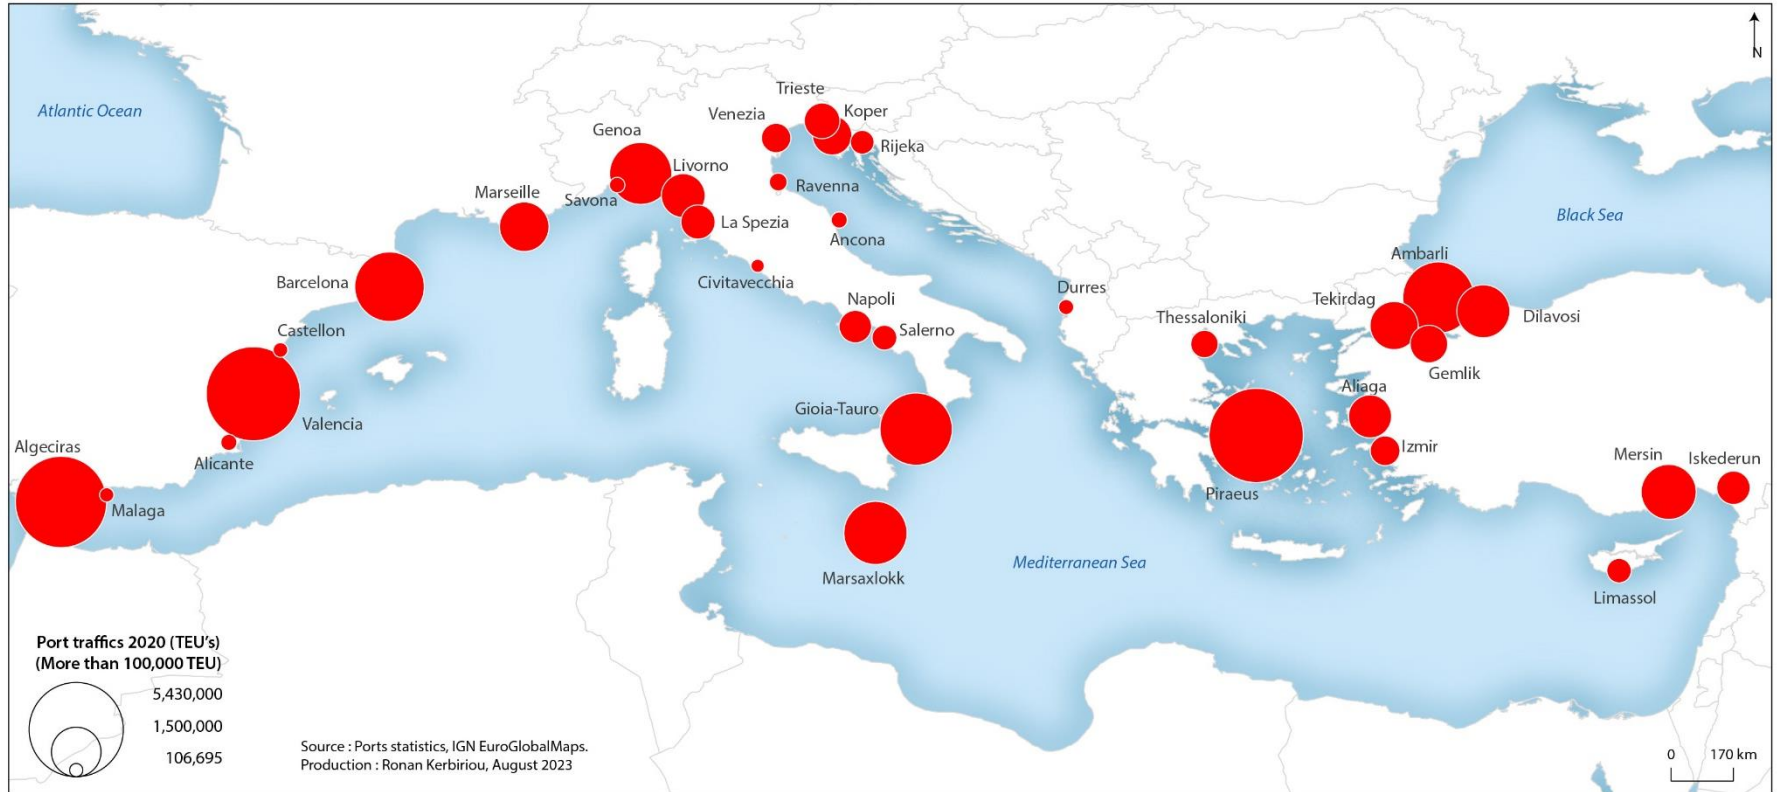 N
Atlantic Ocean
Trieste
Venezia
Koper
Genoa
Rijeka
Livorno
Marseille
Savona
Ravenna
La Spezia
Black Sea
Ancona
Ambarli
Barcelona
Civitavecchia
Durres
Napoli
Tekirdag
Thessaloniki
Dilavosi
Castellon
Salerno
Gemlik
Aliaga
Gioia-Tauro
Valencia
Algeciras
Izmir
Mersin
Iskederun
Alicante
Piraeus
Malaga
Mediterranean Sea
Marsaxlokk
Limassol
Port traffics 2020 (TEU's)
(More than 100,000 TEU)
5,430,000
1,500,000
106,695
Source : Ports statistics, IGN EuroGlobalMaps.
Production : Ronan Kerbiriou, August 2023
0 170 km